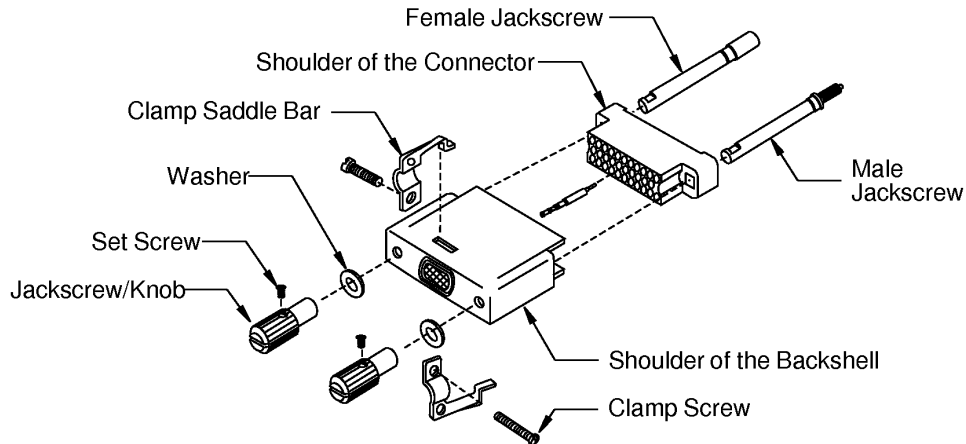 Female Jackscrew
Shoulder of the Connector
Clamp Saddle Bar
Washer
Male
Jackscrew
Set Screw
Jackscrew/Knob
Shoulder of the Backshell
Clamp Screw